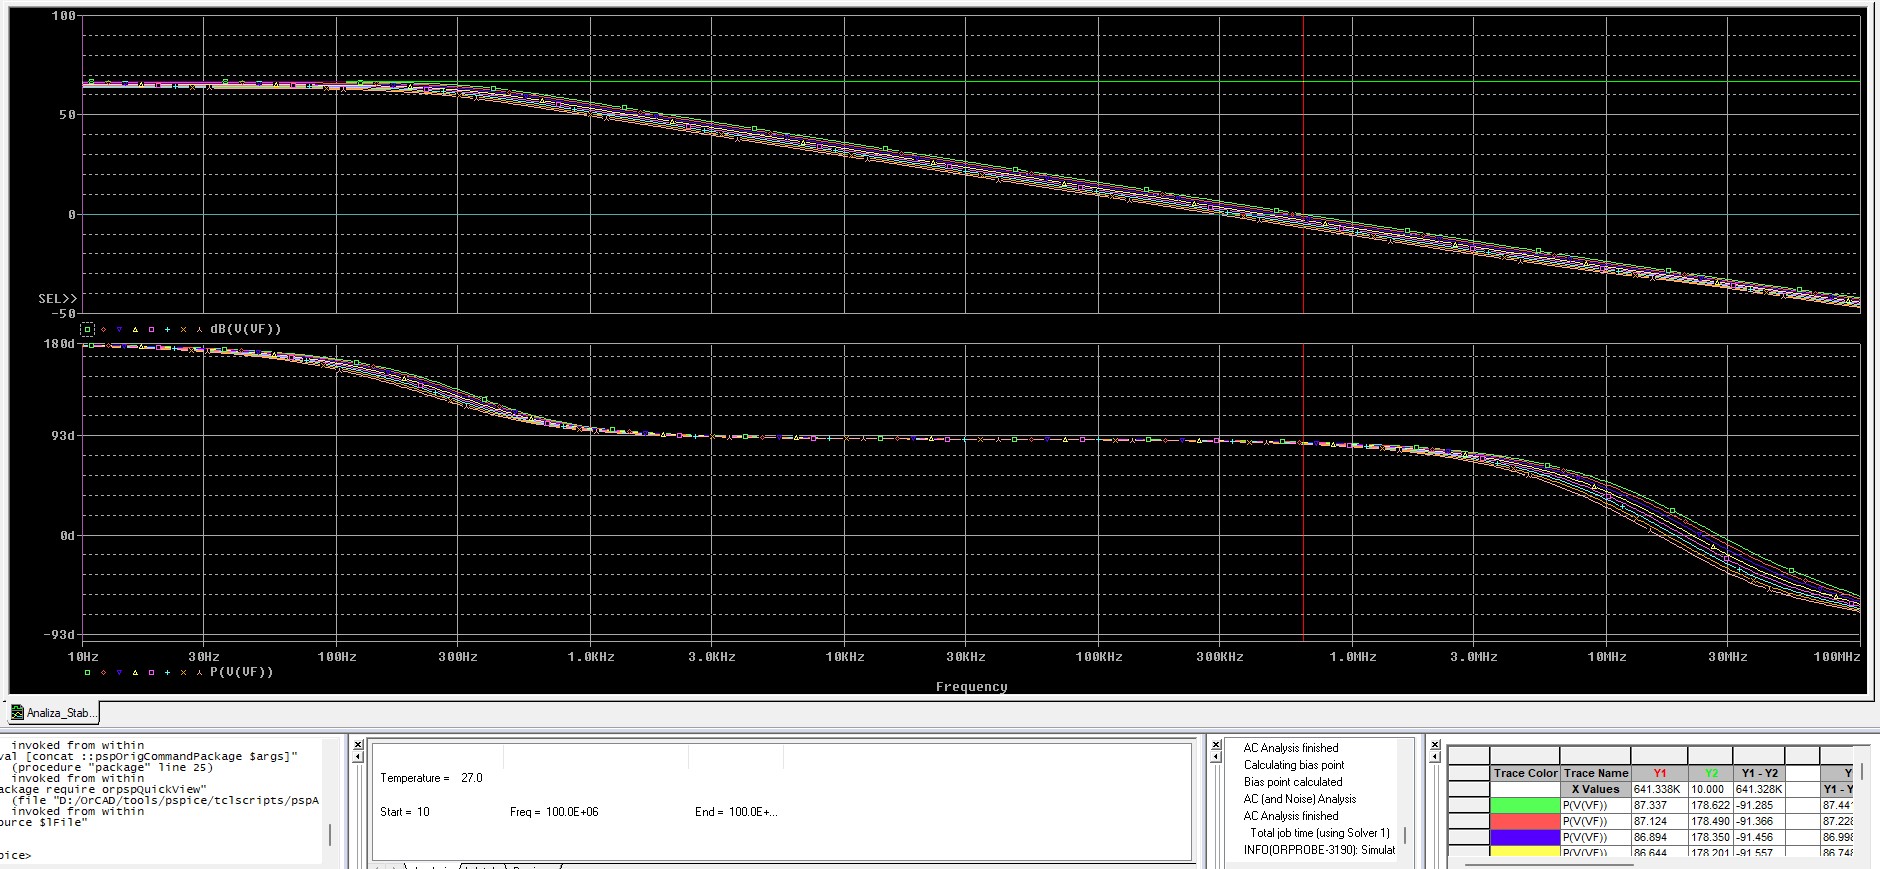 100
50
0
SEL>>
-50
dB(V(VF))
180d
93d
0d
-93d
10Hz 30Hz 100Hz 300Hz 1.0KHz 3.0KHz 10KHz 30KHz 100KHz 300KHz 1.0MHz 3.0MHz 10MHz 30MHz 100MHz
P(V(VF))
Frequency
Analiza_Stab...
invoked from within
val [concat ::pspOrigCommandPackage $args]"
(procedure "package" line 25)
invoked from within
ackage require orpspQuickView"
(file "D:/OrCAD/tools/pspice/tclscripts/pspA
invoked from within
ource $lFile"
pice>
Temperature = 27.0
Start = 10 Freq = 100.0E+06 End = 100.0E+...
AC Analysis finished
Calculating bias point
Bias point calculated
AC (and Noise) Analysis
AC Analysis finished
Total job time (using Solver 1)
INFO(ORPROBE-3190): Simulat
Trace Color Trace Name Y1 Y2 Y1 - Y2 Y
X Values 641.338K 10.000 641.328K Y1 - Y
P(V(VF)) 87.337 178.622 -91.285 87.441
P(V(VF)) 87.124 178.490 -91.366 87.228
P(V(VF)) 86.894 178.350 -91.456 86.998
P(V(VF)) 86.644 178.201 -91.557 86.748